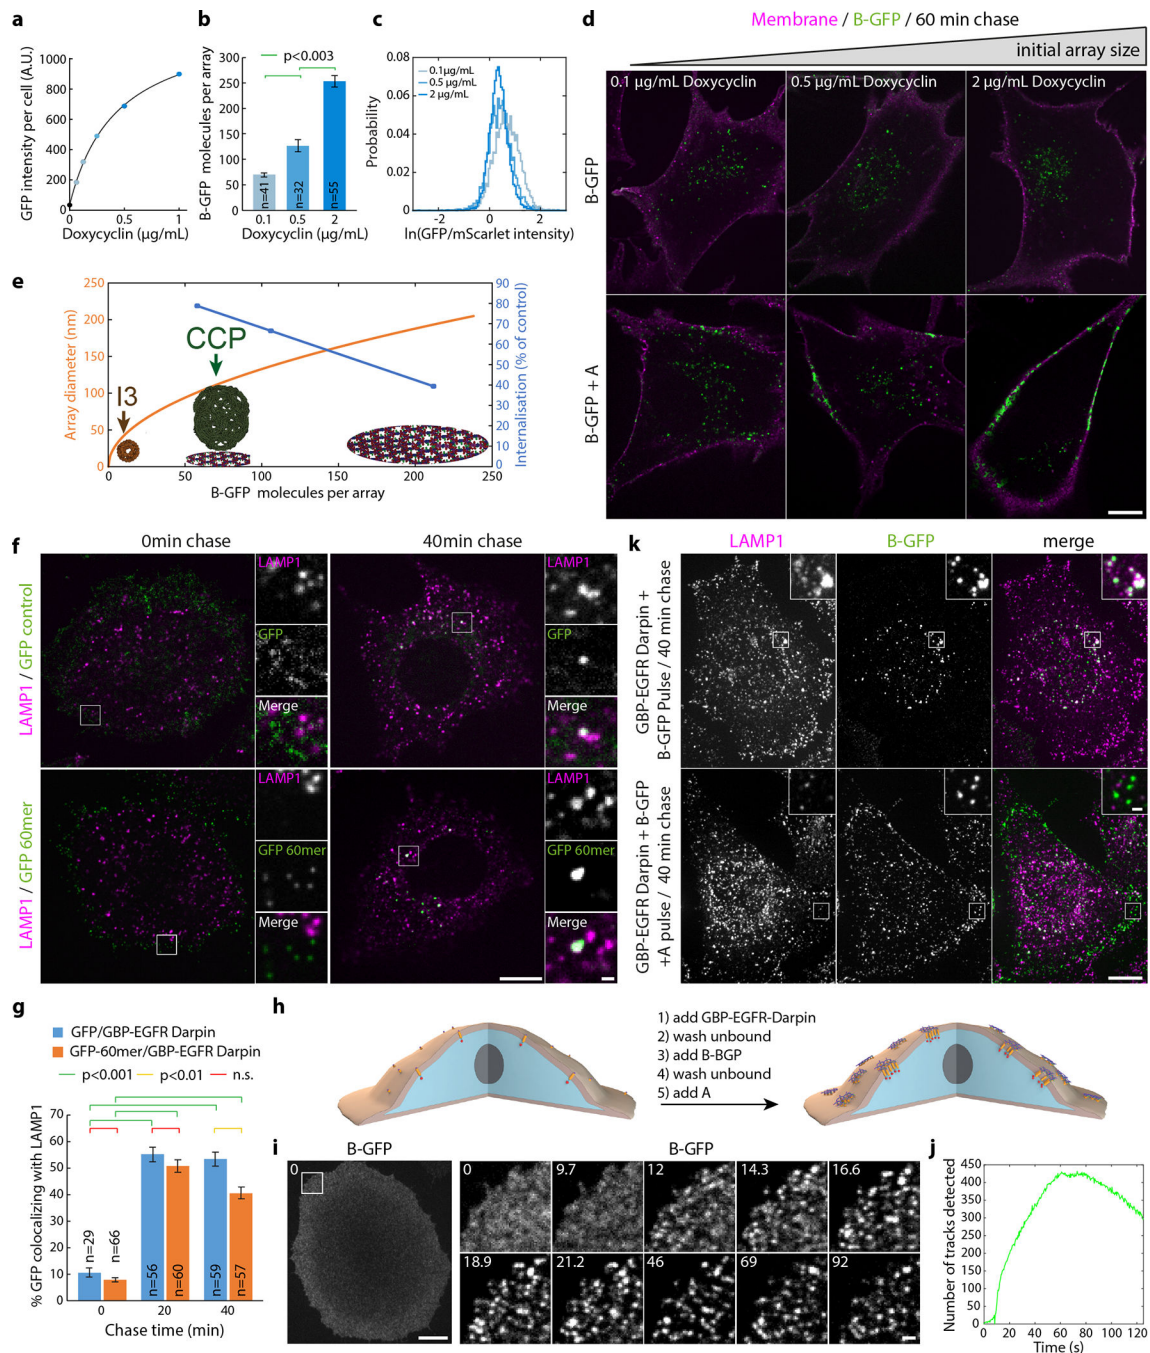 a
GFP intensity per cell (A.U.)
1000
800
600
400
200
0
0
0.5
1
Doxycyclin (µg/mL)
b
B-GFP molecules per array
p<0.003
300
250
200
150
100
50
0
n=41
n=32
n=55
0.1
0.5
2
Doxycyclin (µg/mL)
c
Probability
0.08
0.06
0.04
0.02
0
0.1µg/mL
0.5 µg/mL
2 µg/mL
-2
0
2
ln(GFP/mScarlet intensity)
d
Membrane / B-GFP / 60 min chase
initial array size
0.1 µg/mL Doxycyclin
0.5 µg/mL Doxycyclin
2 µg/mL Doxycyclin
B-GFP
B-GFP + A
e
Array diameter (nm)
250
200
150
100
50
0
I3
CCP
90
80
70
60
50
40
30
20
10
0
Internalisation (% of control)
0
50
100
150
200
250
B-GFP molecules per array
f
0min chase
40min chase
LAMP1 / GFP control
LAMP1
GFP
Merge
LAMP1
GFP
Merge
LAMP1 / GFP 60mer
LAMP1
GFP 60mer
Merge
LAMP1
GFP 60mer
Merge
k
LAMP1
B-GFP
merge
GBP-EGFR Darpin +
B-GFP Pulse / 40 min chase
GBP-EGFR Darpin + B-GFP
+A pulse / 40 min chase
g
GFP/GBP-EGFR Darpin
GFP-60mer/GBP-EGFR Darpin
p<0.001
p<0.01
n.s.
% GFP colocalizing with LAMP1
70
60
50
40
30
20
10
0
n=29
n=66
n=56
n=60
n=59
n=57
0
20
40
Chase time (min)
h
1) add GBP-EGFR-Darpin
2) wash unbound
3) add B-BGP
4) wash unbound
5) add A
i
B-GFP
B-GFP
0
0
9.7
12
14.3
16.6
18.9
21.2
46
69
92
j
Number of tracks detected
450
400
350
300
250
200
150
100
50
0
0
20
40
60
80
100
120
Time (s)